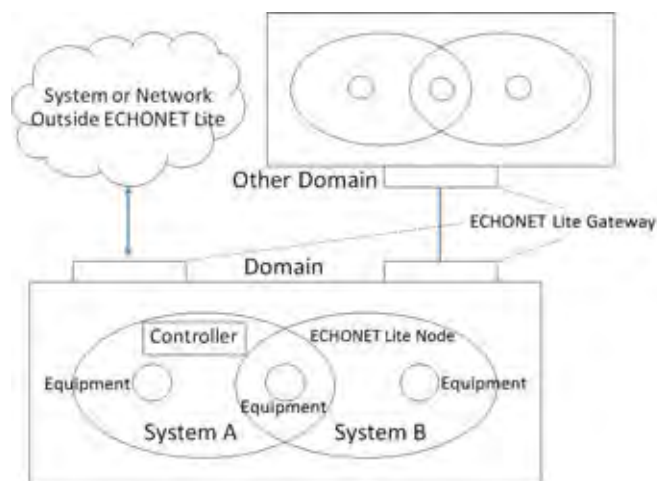 System or Network
Outside ECHONET Lite
Other Domain
ECHONET Lite Gateway
Domain
Controller
ECHONET Lite Node
Equipment
Equipment
Equipment
System A
System B